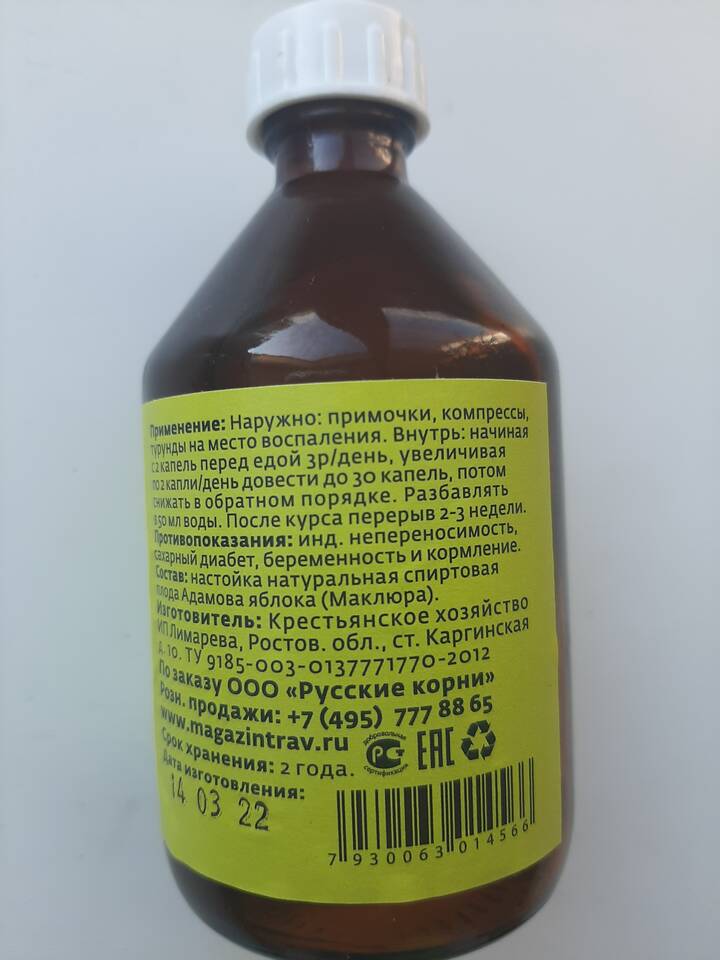 Применение: Наружно: примочки, компрессы,
турунды на место воспаления. Внутрь: начиная
с 2 капель перед едой 3р/день, увеличивая
по 2 капли/день довести до 30 капель, потом
снижать в обратном порядке. Разбавлять
в 50 мл воды. После курса перерыв 2-3 недели.
Противопоказания: инд. непереносимость,
сахарный диабет, беременность и кормление.
Состав: настойка натуральная спиртовая
плода Адамова яблока (Маклюра).
Изготовитель: Крестьянское хозяйство
ИП Лимарева, Ростов. обл., ст. Каргинская
д. 10. ТУ 9185-003-0137771770-2012
По заказу ООО «Русские корни»
Розн. продажи: +7 (495) 777 88 65
www.magazintrav.ru
Срок хранения: 2 года.
добровольная
РСТ
сертификация
EAC
Дата изготовления:
14 03 22
7 930063 014566